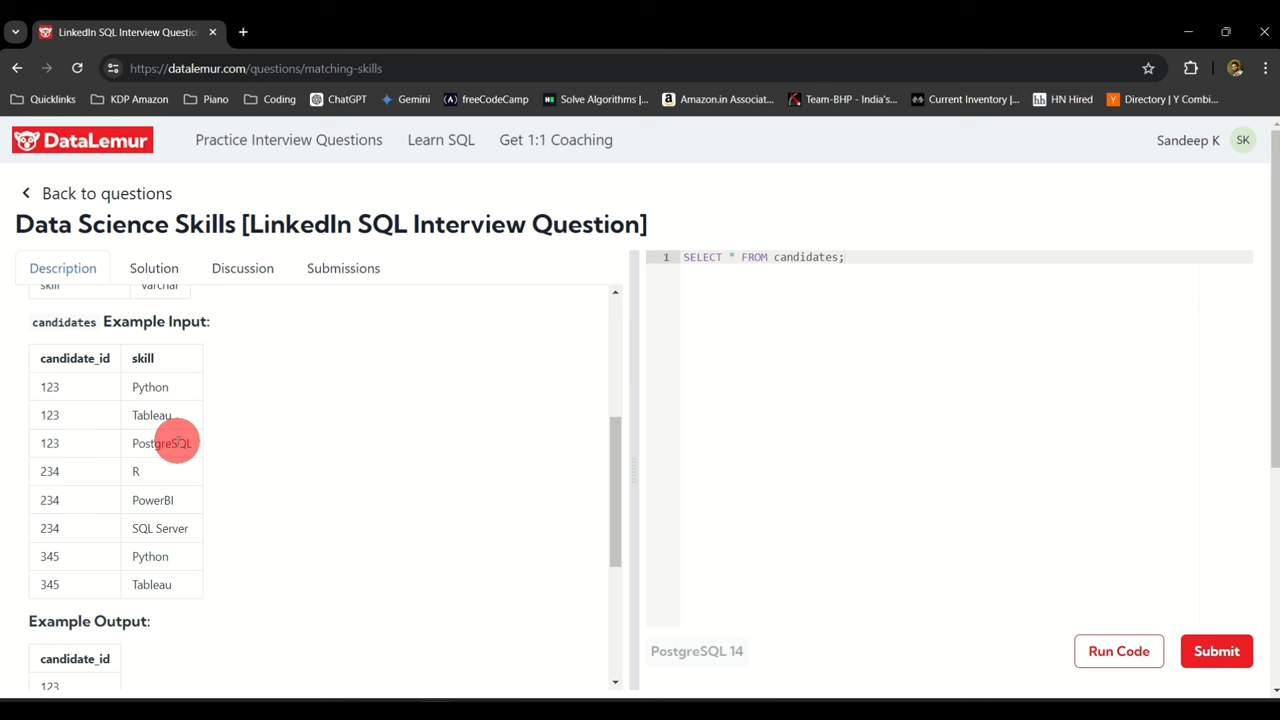 LinkedIn SQL Interview Questio
https://datalemur.com/questions/matching-skills
Quicklinks KDP Amazon Piano Coding ChatGPT Gemini freeCodeCamp Solve Algorithms |... Amazon.in Associat... Team-BHP - India's... Current Inventory |... HN Hired Directory | Y Combi...
DataLemur Practice Interview Questions Learn SQL Get 1:1 Coaching Sandeep K SK
Back to questions
Data Science Skills [LinkedIn SQL Interview Question]
Description Solution Discussion Submissions
1 SELECT * FROM candidates;
skill varchar
candidates Example Input:
candidate_id skill
123 Python
123 Tableau
123 PostgreSQL
234 R
234 PowerBI
234 SQL Server
345 Python
345 Tableau
Example Output:
candidate_id
123
PostgreSQL 14 Run Code Submit